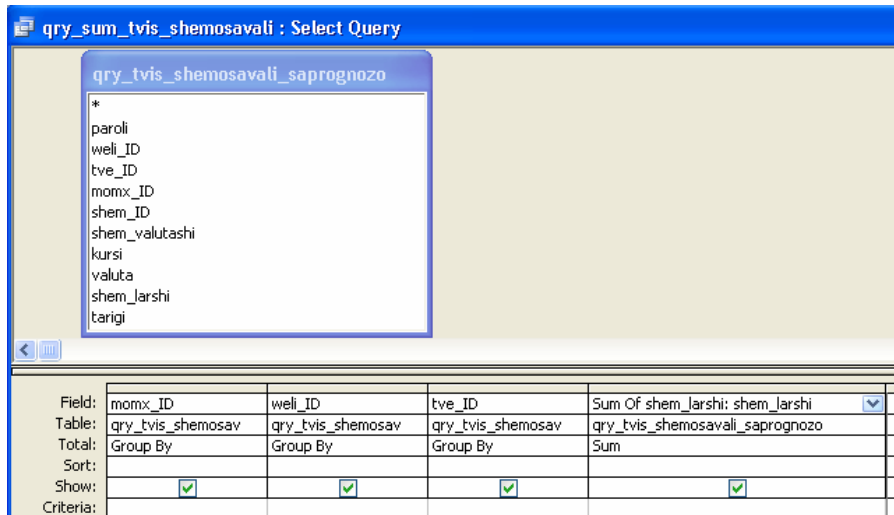 qry_sum_tvis_shemosavali : Select Query
qry_tvis_shemosavali_saprognozo
*
paroli
weli_ID
tve_ID
momx_ID
shem_ID
shem_valutashi
kursi
valuta
shem_larshi
tarigi
Field: momx_ID weli_ID tve_ID Sum Of shem_larshi: shem_larshi
Table: qry_tvis_shemosav qry_tvis_shemosav qry_tvis_shemosav qry_tvis_shemosavali_saprognozo
Total: Group By Group By Group By Sum
Sort:
Show:
Criteria: